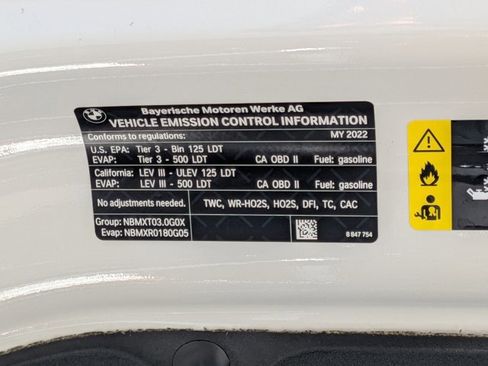 BMW
Bayerische Motoren Werke AG
VEHICLE EMISSION CONTROL INFORMATION
Conforms to regulations: MY 2022
U.S. EPA: Tier 3 - Bin 125 LDT
EVAP: Tier 3 - 500 LDT CA OBD II Fuel: gasoline
California: LEV III - ULEV 125 LDT
EVAP: LEV III - 500 LDT CA OBD II Fuel: gasoline
No adjustments needed. TWC, WR-HO2S, HO2S, DFI, TC, CAC
Group: NBMXT03.0G0X
Evap: NBMXR0180G05
8 847 754